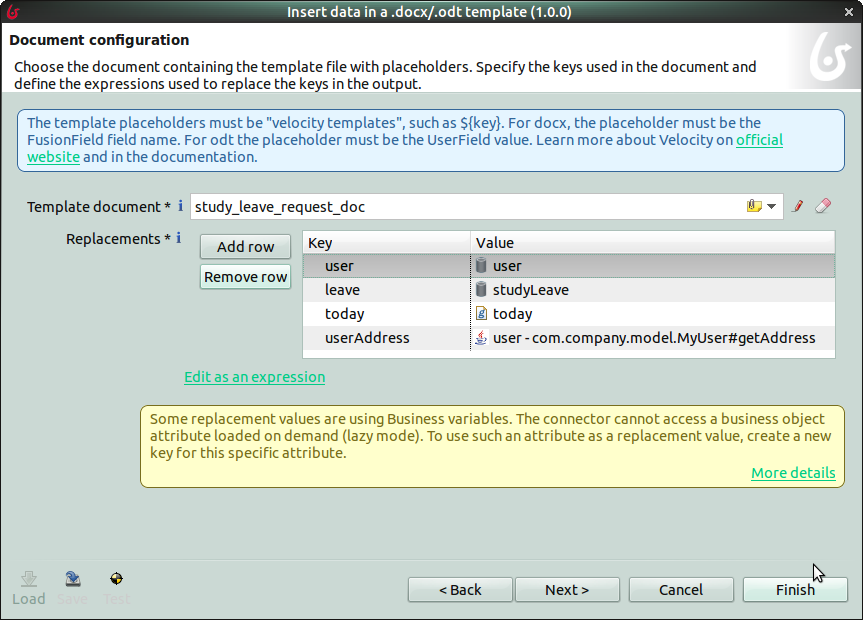 Insert data in a .docx/.odt template (1.0.0)
Document configuration
Choose the document containing the template file with placeholders. Specify the keys used in the document and
define the expressions used to replace the keys in the output.
The template placeholders must be "velocity templates", such as ${key}. For docx, the placeholder must be the
FusionField field name. For odt the placeholder must be the UserField value. Learn more about Velocity on official
website and in the documentation.
Template document * i study_leave_request_doc
Replacements * i
Add row
Remove row
Key Value
user user
leave studyLeave
today today
userAddress user - com.company.model.MyUser#getAddress
Edit as an expression
Some replacement values are using Business variables. The connector cannot access a business object
attribute loaded on demand (lazy mode). To use such an attribute as a replacement value, create a new
key for this specific attribute.
More details
Load Save Test
< Back Next > Cancel Finish